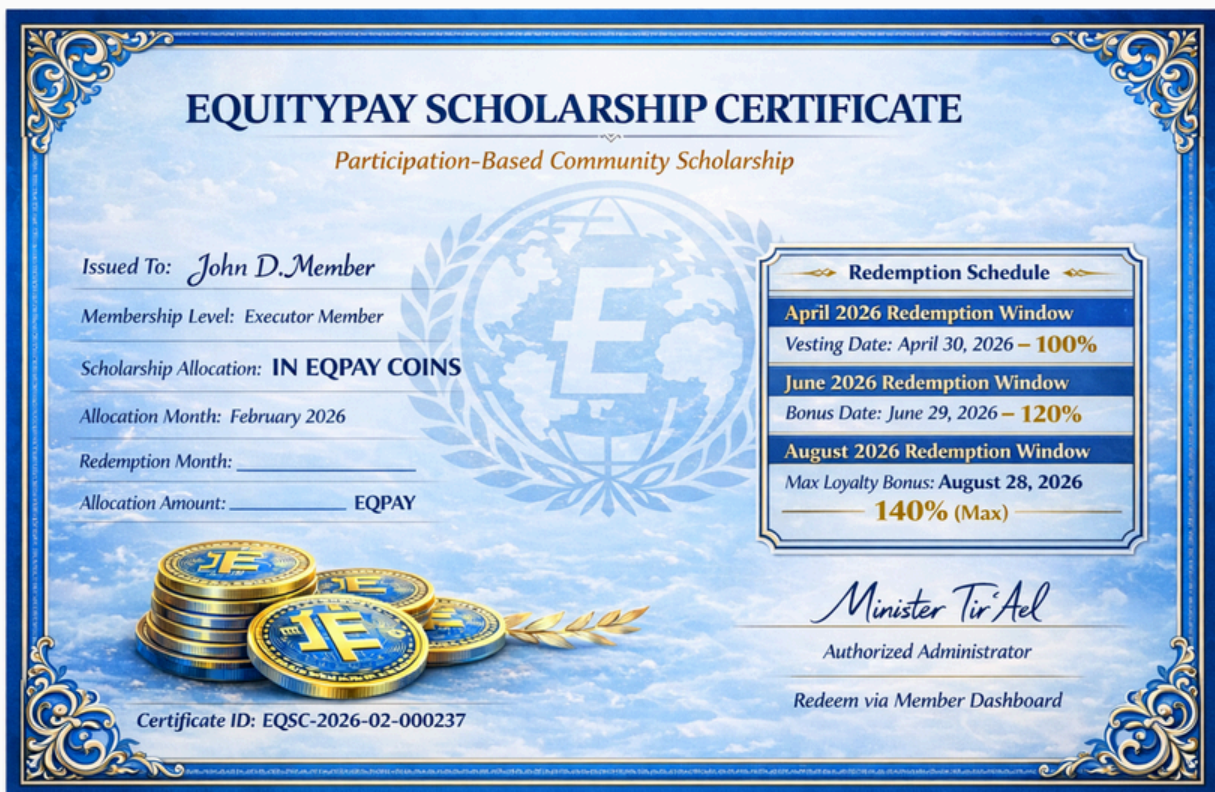 EQUITYPAY SCHOLARSHIP CERTIFICATE
Participation-Based Community Scholarship
Issued To: John D.Member
Membership Level: Executor Member
Scholarship Allocation: IN EQPAY COINS
Allocation Month: February 2026
Redemption Month: ____________________
Allocation Amount: ______________ EQPAY
E
Redemption Schedule
April 2026 Redemption Window
Vesting Date: April 30, 2026 – 100%
June 2026 Redemption Window
Bonus Date: June 29, 2026 – 120%
August 2026 Redemption Window
Max Loyalty Bonus: August 28, 2026
140% (Max)
Minister Tir'Ael
Authorized Administrator
Redeem via Member Dashboard
Certificate ID: EQSC-2026-02-000237